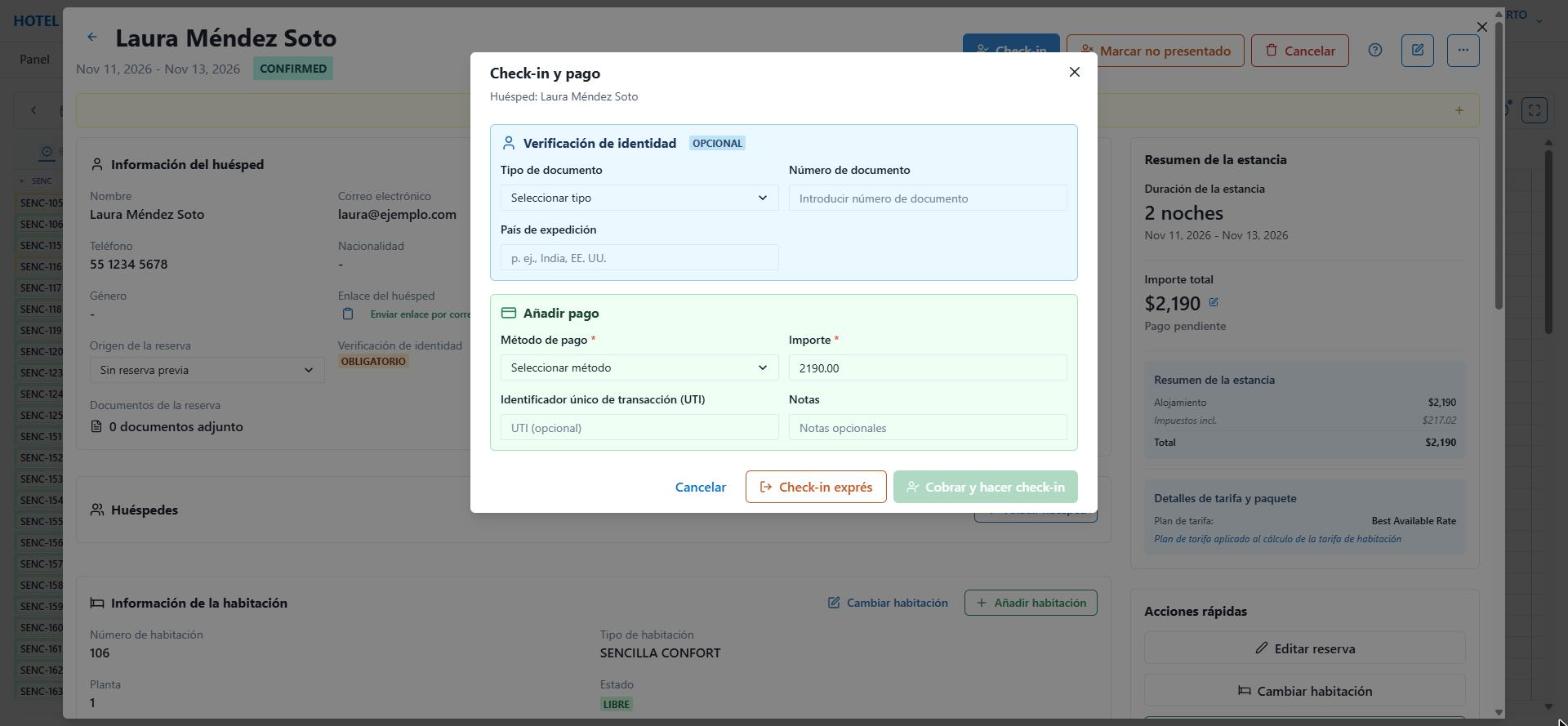 HOTEL
RTO
Panel
Laura Méndez Soto
Nov 11, 2026 - Nov 13, 2026
CONFIRMED
Check-in
Marcar no presentado
Cancelar
Check-in y pago
Huésped: Laura Méndez Soto
Verificación de identidad
OPCIONAL
Tipo de documento
Número de documento
Seleccionar tipo
Introducir número de documento
País de expedición
p. ej., India, EE. UU.
Añadir pago
Método de pago *
Importe *
Seleccionar método
2190.00
Identificador único de transacción (UTI)
Notas
UTI (opcional)
Notas opcionales
Cancelar
Check-in exprés
Cobrar y hacer check-in
Información del huésped
Nombre
Correo electrónico
Laura Méndez Soto
laura@ejemplo.com
Teléfono
Nacionalidad
55 1234 5678
-
Género
Enlace del huésped
-
Enviar enlace por corre
Origen de la reserva
Verificación de identidad
Sin reserva previa
OBLIGATORIO
Documentos de la reserva
0 documentos adjunto
Huéspedes
Información de la habitación
Cambiar habitación
Añadir habitación
Número de habitación
Tipo de habitación
106
SENCILLA CONFORT
Planta
Estado
1
LIBRE
Resumen de la estancia
Duración de la estancia
2 noches
Nov 11, 2026 - Nov 13, 2026
Importe total
$2,190
Pago pendiente
Resumen de la estancia
Alojamiento
$2,190
Impuestos incl.
$217.02
Total
$2,190
Detalles de tarifa y paquete
Plan de tarifa:
Best Available Rate
Plan de tarifa aplicado al cálculo de la tarifa de habitación
Acciones rápidas
Editar reserva
Cambiar habitación
SENC
SENC-105
SENC-106
SENC-115
SENC-116
SENC-117
SENC-118
SENC-119
SENC-120
SENC-123
SENC-124
SENC-125
SENC-151
SENC-152
SENC-153
SENC-154
SENC-155
SENC-156
SENC-157
SENC-158
SENC-159
SENC-160
SENC-161
SENC-162
SENC-163